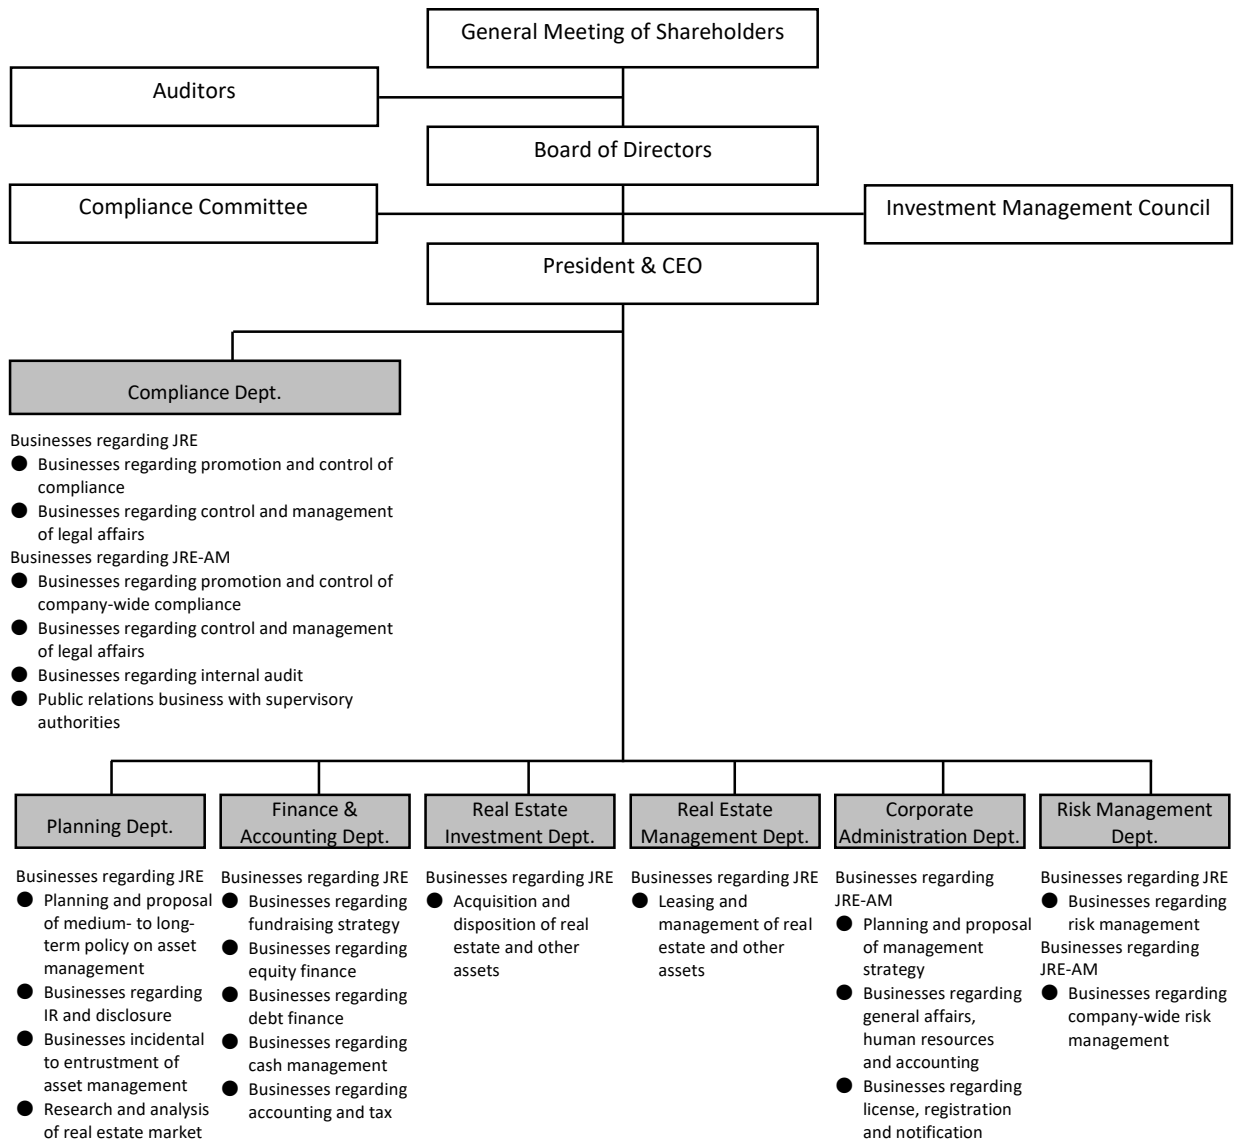 General Meeting of Shareholders
Auditors
Board of Directors
Compliance Committee
Investment Management Council
President & CEO
Compliance Dept.
Businesses regarding JRE
● Businesses regarding promotion and control of
compliance
● Businesses regarding control and management
of legal affairs
Businesses regarding JRE-AM
● Businesses regarding promotion and control of
company-wide compliance
● Businesses regarding control and management
of legal affairs
● Businesses regarding internal audit
● Public relations business with supervisory
authorities
Planning Dept.
Businesses regarding JRE
● Planning and proposal
of medium- to long-
term policy on asset
management
● Businesses regarding
IR and disclosure
● Businesses incidental
to entrustment of
asset management
● Research and analysis
of real estate market
Finance &
Accounting Dept.
Businesses regarding JRE
● Businesses regarding
fundraising strategy
● Businesses regarding
equity finance
● Businesses regarding
debt finance
● Businesses regarding
cash management
● Businesses regarding
accounting and tax
Real Estate
Investment Dept.
Businesses regarding JRE
● Acquisition and
disposition of real
estate and other
assets
Real Estate
Management Dept.
Businesses regarding JRE
● Leasing and
management of real
estate and other
assets
Corporate
Administration Dept.
Businesses regarding
JRE-AM
● Planning and proposal
of management
strategy
● Businesses regarding
general affairs,
human resources
and accounting
● Businesses regarding
license, registration
and notification
Risk Management
Dept.
Businesses regarding JRE
● Businesses regarding
risk management
Businesses regarding
JRE-AM
● Businesses regarding
company-wide risk
management